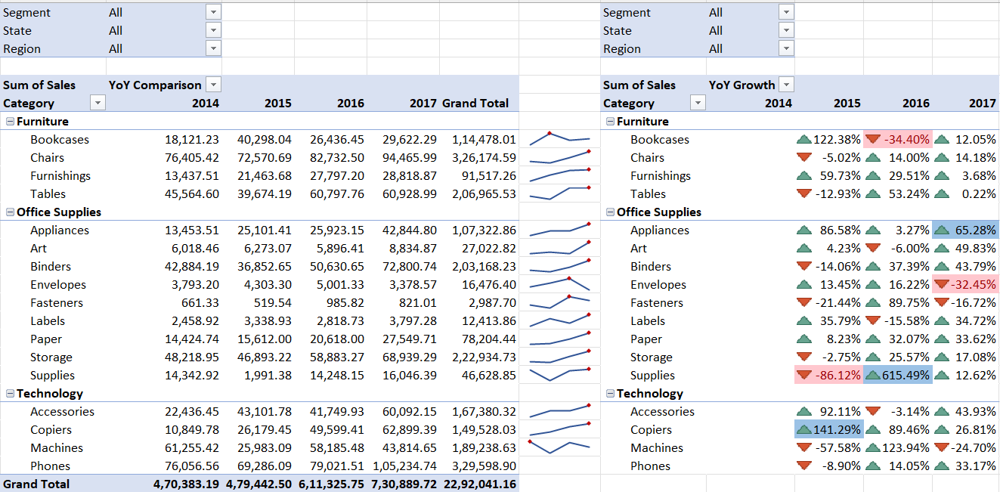 Segment All Segment All
State All State All
Region All Region All
Sum of Sales YoY Comparison Sum of Sales YoY Growth
Category 2014 2015 2016 2017 Grand Total Category 2014 2015 2016 2017
Furniture Furniture
Bookcases 18,121.23 40,298.04 26,436.45 29,622.29 1,14,478.01 Bookcases 122.38% -34.40% 12.05%
Chairs 76,405.42 72,570.69 82,732.50 94,465.99 3,26,174.59 Chairs -5.02% 14.00% 14.18%
Furnishings 13,437.51 21,463.68 27,797.20 28,818.87 91,517.26 Furnishings 59.73% 29.51% 3.68%
Tables 45,564.60 39,674.19 60,797.76 60,928.99 2,06,965.53 Tables -12.93% 53.24% 0.22%
Office Supplies Office Supplies
Appliances 13,453.51 25,101.41 25,923.15 42,844.80 1,07,322.86 Appliances 86.58% 3.27% 65.28%
Art 6,018.46 6,273.07 5,896.41 8,834.87 27,022.82 Art 4.23% -6.00% 49.83%
Binders 42,884.19 36,852.65 50,630.65 72,800.74 2,03,168.23 Binders -14.06% 37.39% 43.79%
Envelopes 3,793.20 4,303.30 5,001.33 3,378.57 16,476.40 Envelopes 13.45% 16.22% -32.45%
Fasteners 661.33 519.54 985.82 821.01 2,987.70 Fasteners -21.44% 89.75% -16.72%
Labels 2,458.92 3,338.93 2,818.73 3,797.28 12,413.86 Labels 35.79% -15.58% 34.72%
Paper 14,424.74 15,612.00 20,618.00 27,549.71 78,204.44 Paper 8.23% 32.07% 33.62%
Storage 48,218.95 46,893.22 58,883.27 68,939.29 2,22,934.73 Storage -2.75% 25.57% 17.08%
Supplies 14,342.92 1,991.38 14,248.15 16,046.39 46,628.85 Supplies -86.12% 615.49% 12.62%
Technology Technology
Accessories 22,436.45 43,101.78 41,749.93 60,092.15 1,67,380.32 Accessories 92.11% -3.14% 43.93%
Copiers 10,849.78 26,179.45 49,599.41 62,899.39 1,49,528.03 Copiers 141.29% 89.46% 26.81%
Machines 61,255.42 25,983.09 58,185.48 43,814.65 1,89,238.63 Machines -57.58% 123.94% -24.70%
Phones 76,056.56 69,286.09 79,021.51 1,05,234.74 3,29,598.90 Phones -8.90% 14.05% 33.17%
Grand Total 4,70,383.19 4,79,442.50 6,11,325.75 7,30,889.72 22,92,041.16